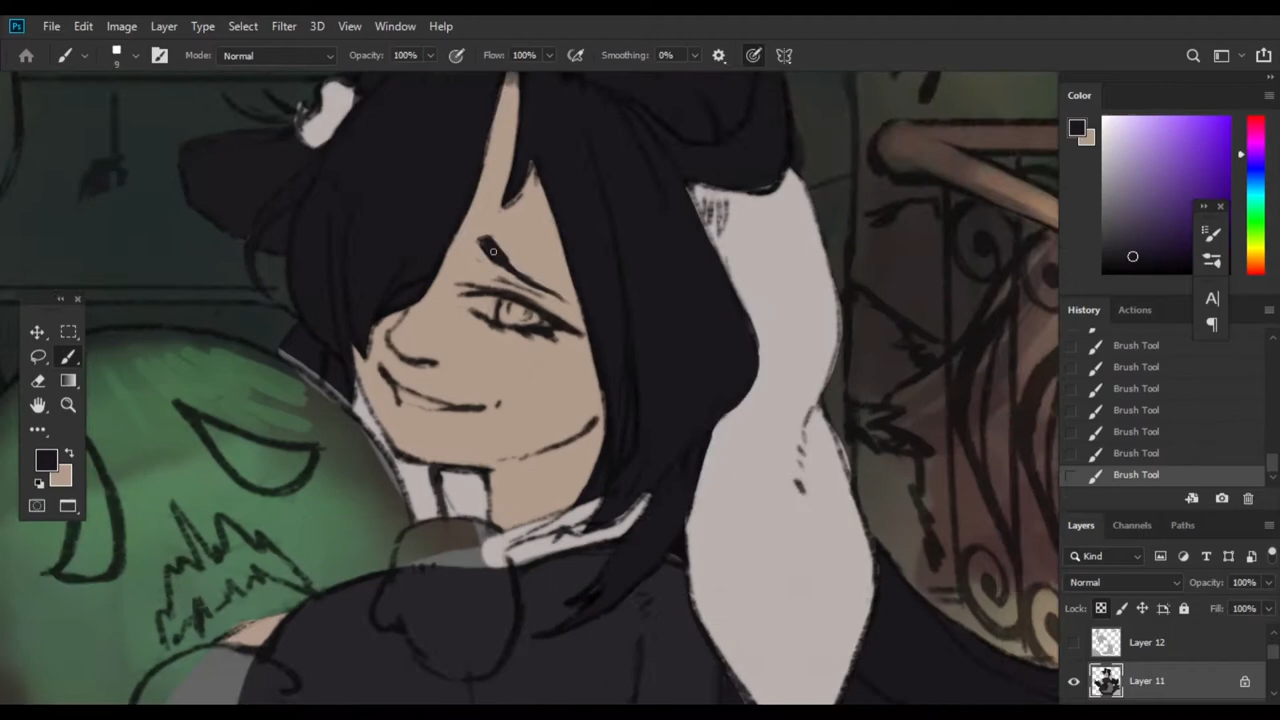 Ps File Edit Image Layer Type Select Filter 3D View Window Help
9 Mode: Normal Opacity: 100% Flow: 100% Smoothing: 0%
Color
History Actions
Brush Tool
Brush Tool
Brush Tool
Brush Tool
Brush Tool
Brush Tool
Brush Tool
Layers Channels Paths
Kind
Normal Opacity: 100%
Lock: Fill: 100%
Layer 12
Layer 11